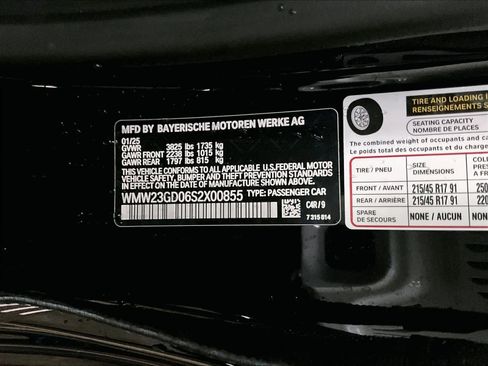 MFD BY BAYERISCHE MOTOREN WERKE AG
01/25
GVWR 3825 lbs 1735 kg
GAWR FRONT 2238 lbs 1015 kg
GAWR REAR 1797 lbs 815 kg
THIS VEHICLE CONFORMS TO ALL APPLICABLE U.S. FEDERAL MOTOR
VEHICLE SAFETY, BUMPER, AND THEFT PREVENTION STANDARDS
IN EFFECT ON THE DATE OF MANUFACTURE SHOWN ABOVE.
WMW23GD06S2X00855 TYPE: PASSENGER CAR
C4R/9
7 315 814
TIRE AND LOADING
RENSEIGNEMENTS
SEATING CAPACITY
NOMBRE DE PLACES
The combined weight of occupants and
Le poids total des occupants et du charge
TIRE / PNEU SIZE DIMENSIONS
FRONT / AVANT 215/45 R17 91 250
REAR / ARRIÈRE 215/45 R17 91 220
SPARE DE SECOURS NONE / AUCUN NONE